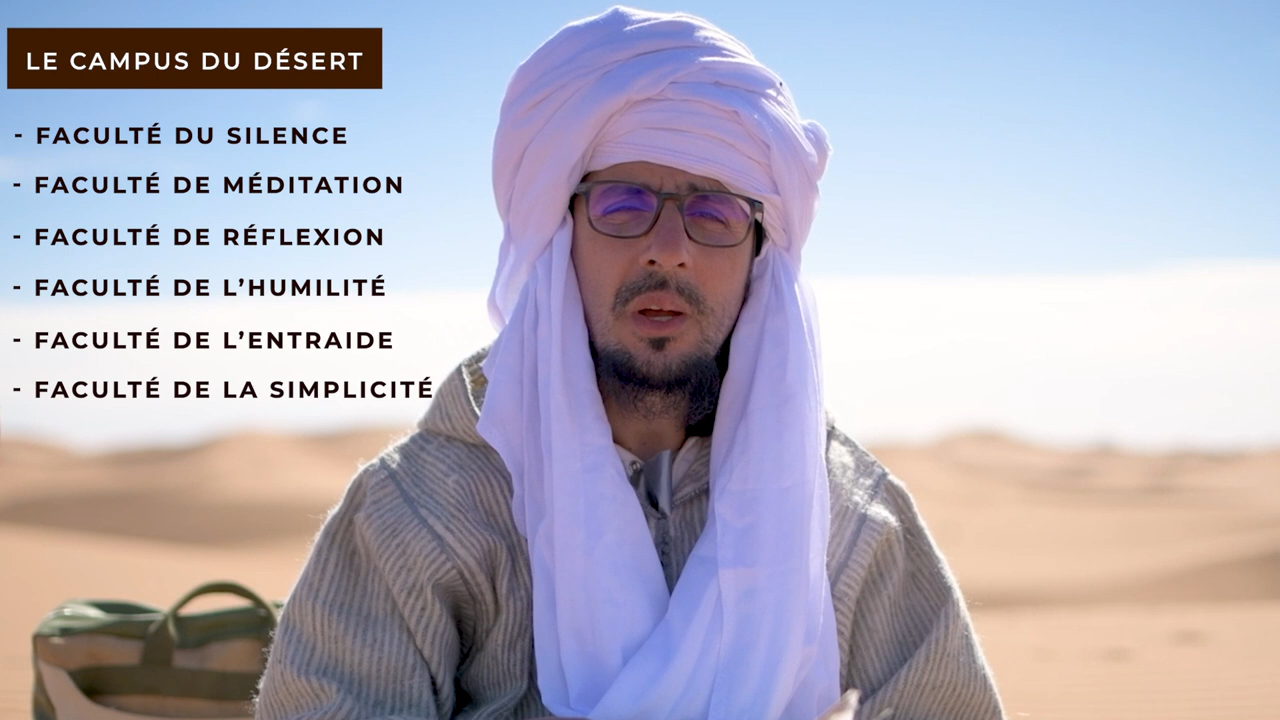 LE CAMPUS DU DÉSERT
- FACULTÉ DU SILENCE
- FACULTÉ DE MÉDITATION
- FACULTÉ DE RÉFLEXION
- FACULTÉ DE L’HUMILITÉ
- FACULTÉ DE L’ENTRAIDE
- FACULTÉ DE LA SIMPLICITÉ